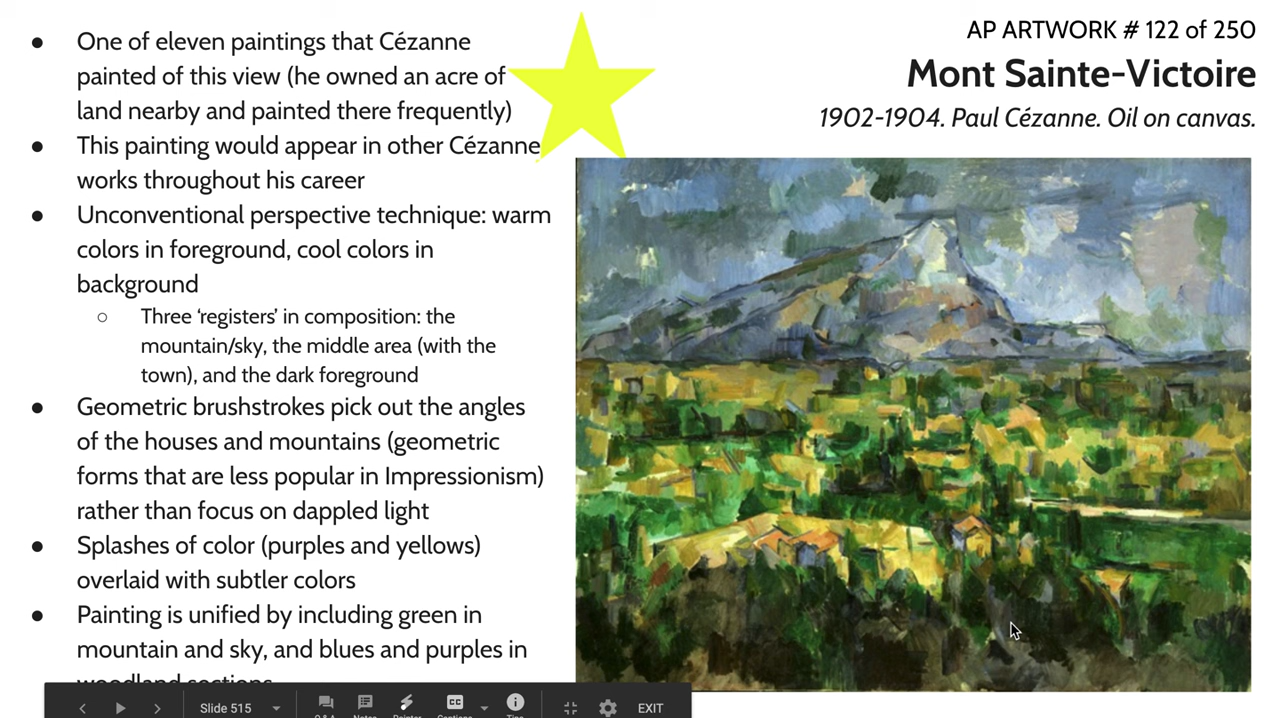 AP ARTWORK # 122 of 250
Mont Sainte-Victoire
1902-1904. Paul Cézanne. Oil on canvas.
● One of eleven paintings that Cézanne
painted of this view (he owned an acre of
land nearby and painted there frequently)
● This painting would appear in other Cézanne
works throughout his career
● Unconventional perspective technique: warm
colors in foreground, cool colors in
background
○ Three ‘registers’ in composition: the
mountain/sky, the middle area (with the
town), and the dark foreground
● Geometric brushstrokes pick out the angles
of the houses and mountains (geometric
forms that are less popular in Impressionism)
rather than focus on dappled light
● Splashes of color (purples and yellows)
overlaid with subtler colors
● Painting is unified by including green in
mountain and sky, and blues and purples in
woodland sections
Slide 515
CC
EXIT